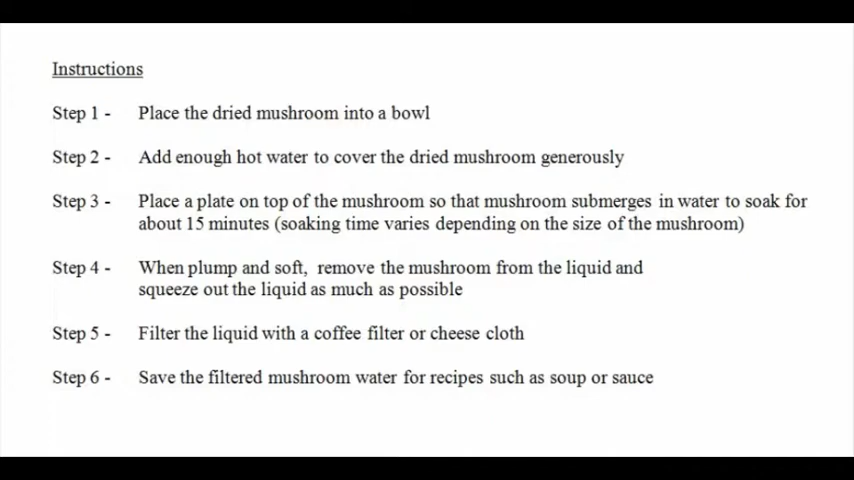 Instructions
Step 1 - Place the dried mushroom into a bowl
Step 2 - Add enough hot water to cover the dried mushroom generously
Step 3 - Place a plate on top of the mushroom so that mushroom submerges in water to soak for
about 15 minutes (soaking time varies depending on the size of the mushroom)
Step 4 - When plump and soft, remove the mushroom from the liquid and
squeeze out the liquid as much as possible
Step 5 - Filter the liquid with a coffee filter or cheese cloth
Step 6 - Save the filtered mushroom water for recipes such as soup or sauce